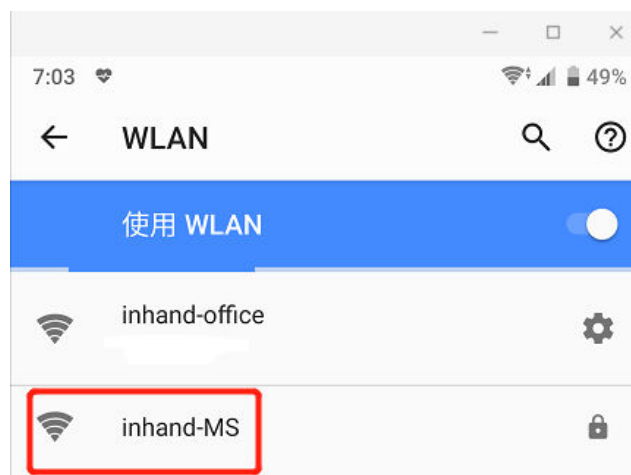 7:03 49%
WLAN
使用 WLAN
inhand-office
inhand-MS